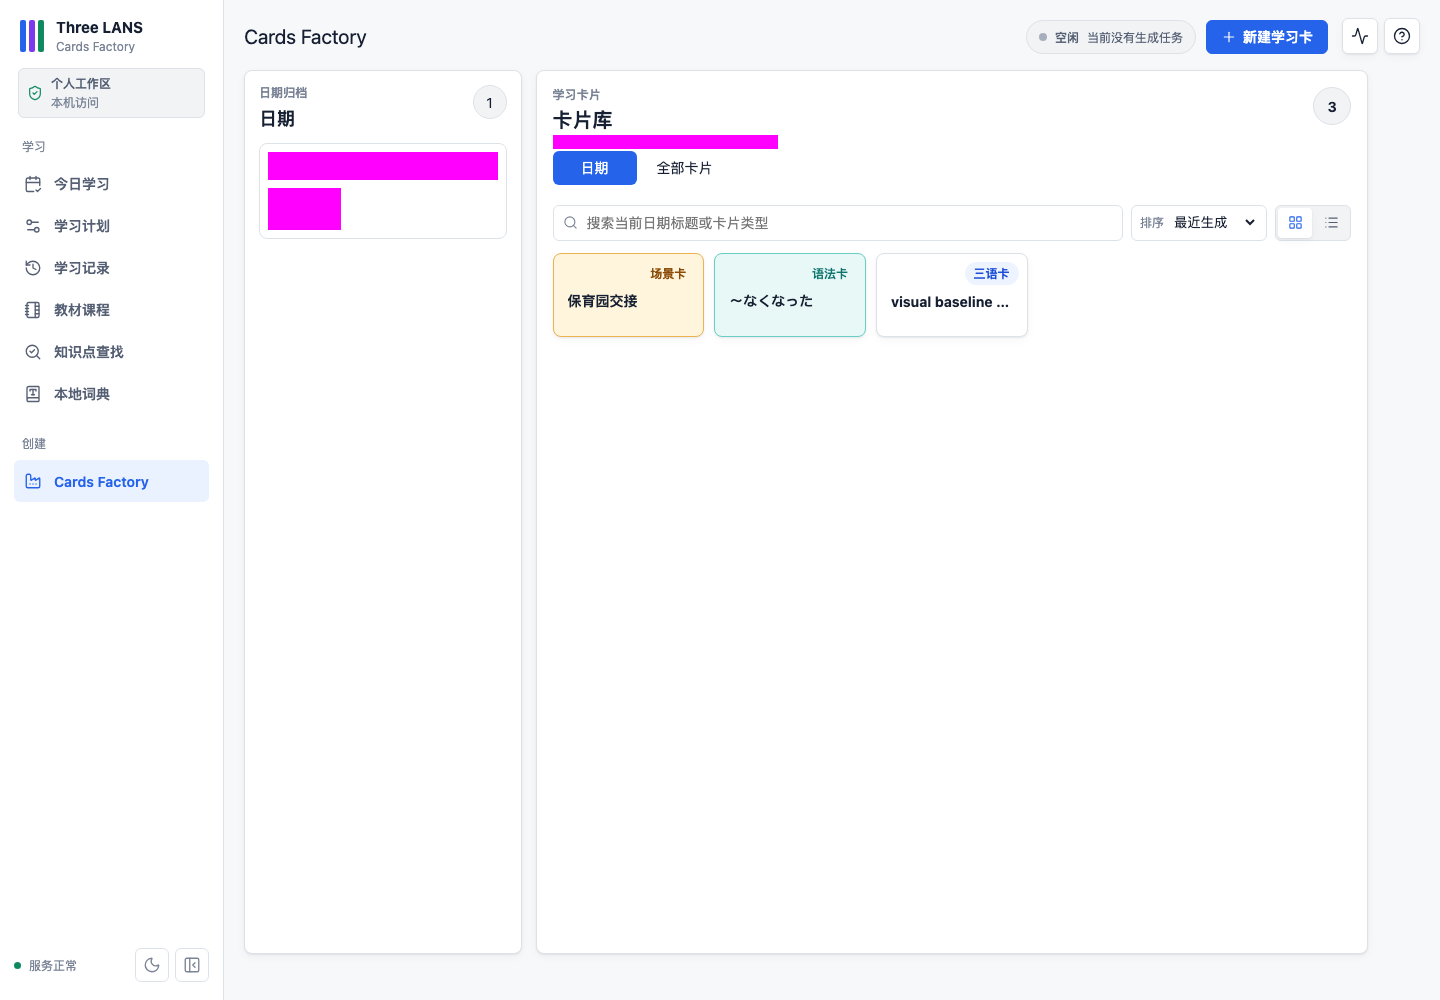 Three LANS
Cards Factory
个人工作区
本机访问
学习
今日学习
学习计划
学习记录
教材课程
知识点查找
本地词典
创建
Cards Factory
服务正常
Cards Factory
空闲 当前没有生成任务
新建学习卡
日期归档
日期
1
学习卡片
卡片库
3
日期
全部卡片
搜索当前日期标题或卡片类型
排序 最近生成
场景卡
保育园交接
语法卡
〜なくなった
三语卡
visual baseline ...